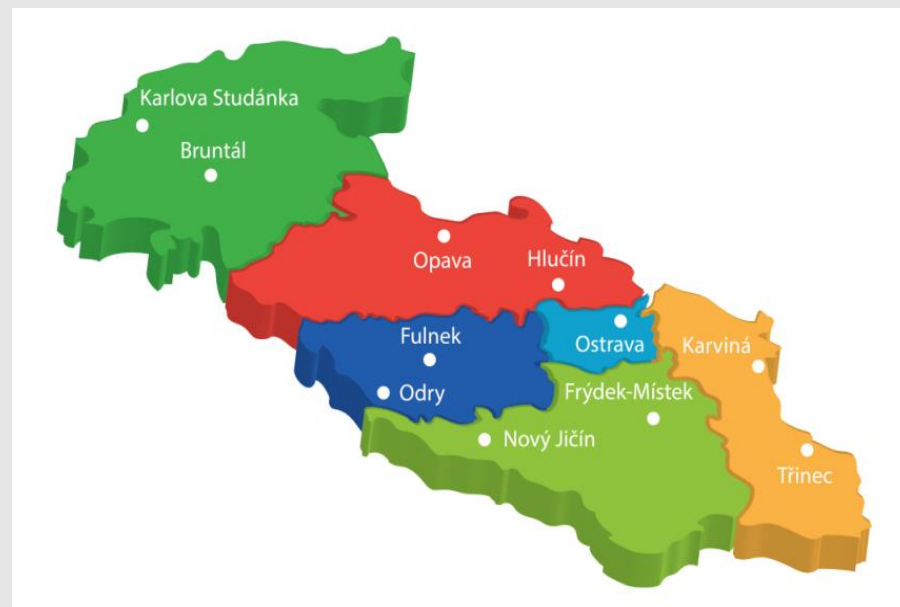 Karlova Studánka
Bruntál
Opava
Hlučín
Fulnek
Ostrava
Karviná
Odry
Frýdek-Místek
Nový Jičín
Třinec